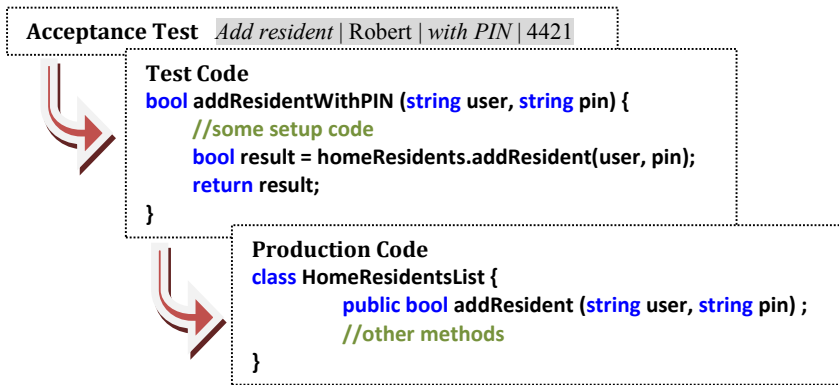 Acceptance Test Add resident | Robert | with PIN | 4421
Test Code
bool addResidentWithPIN (string user, string pin) {
//some setup code
bool result = homeResidents.addResident(user, pin);
return result;
}
Production Code
class HomeResidentsList {
public bool addResident (string user, string pin) ;
//other methods
}